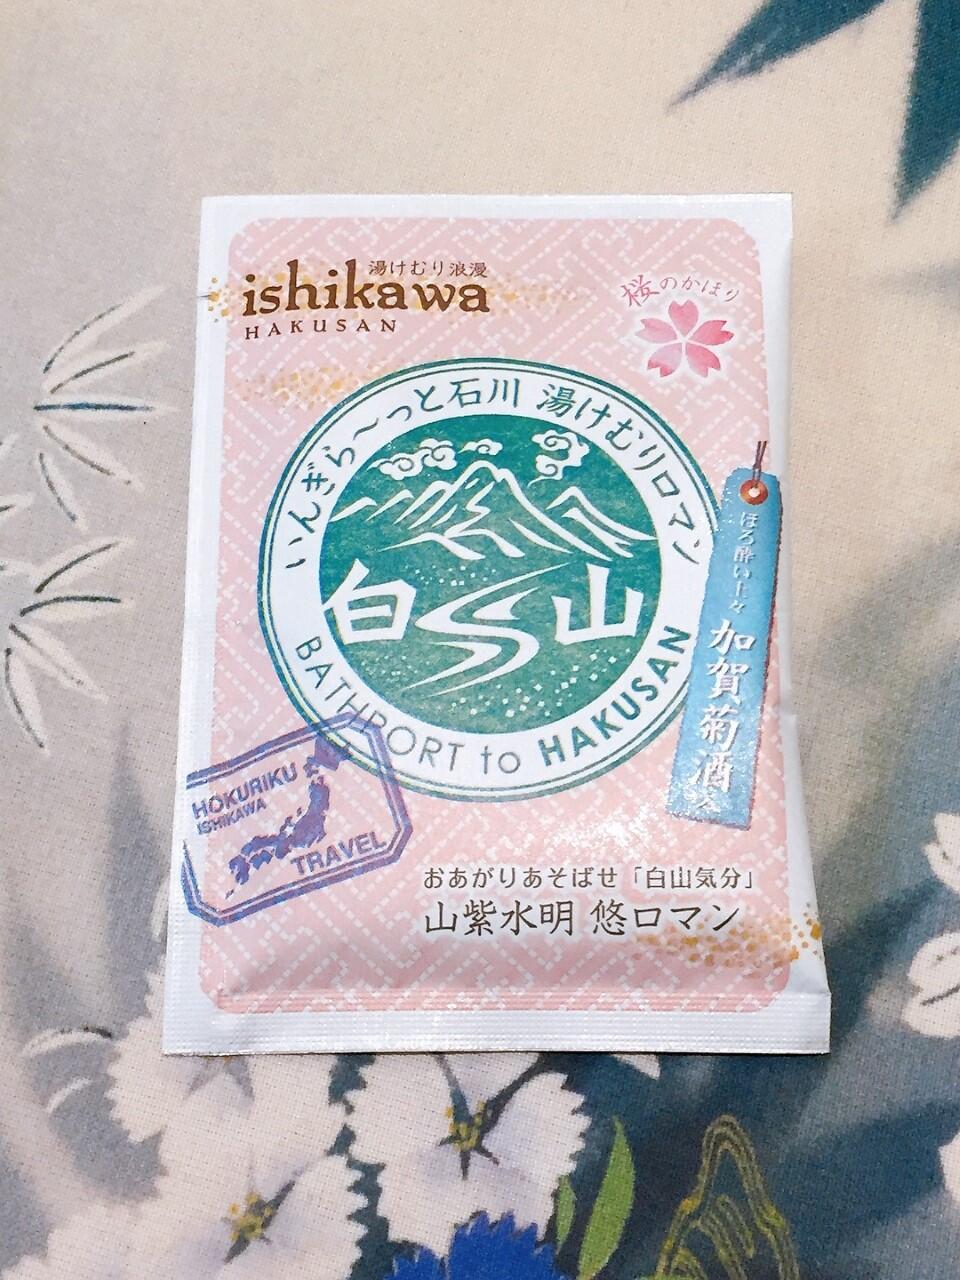 湯けむり浪漫
ishikawa
HAKUSAN
桜のかほり
いんぎら～っと石川 湯けむりロマン
白山
BATHPORT to HAKUSAN
ほろ酔い上々
加賀菊酒
HOKURIKU
ISHIKAWA
TRAVEL
おあがりあそばせ「白山気分」
山紫水明 悠ロマン